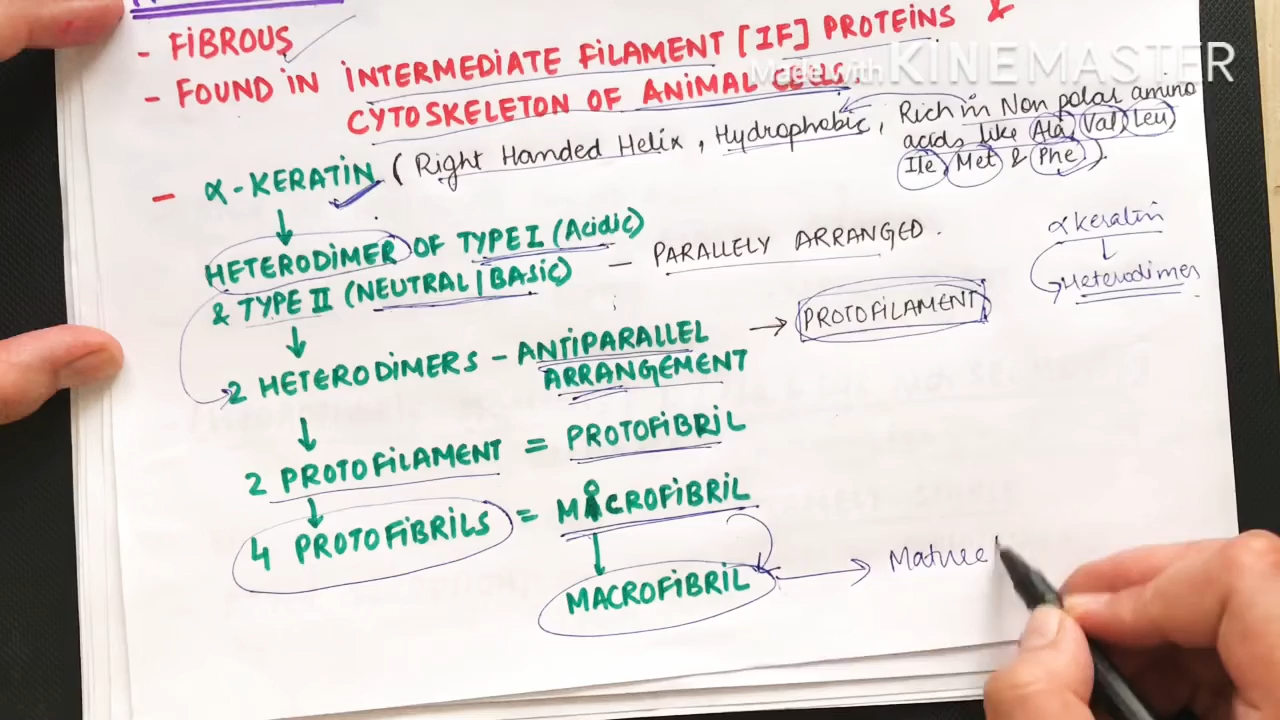 - FIBROUS
- FOUND IN INTERMEDIATE FILAMENT [IF] PROTEINS &
CYTOSKELETON OF ANIMAL CELLS.
Made with KINEMASTER
- α-KERATIN (Right Handed Helix, Hydrophobic, Rich in Non polar amino
acids like Ala Val Leu
Ile Met & Phe).
↓
HETERODIMER OF TYPE I (Acidic)
& TYPE II (NEUTRAL/BASIC) — PARALLELY ARRANGED.
α keratin
↓
Heterodimer
↓
2 HETERODIMERS - ANTIPARALLEL
ARRANGEMENT → PROTOFILAMENT
↓
2 PROTOFILAMENT = PROTOFIBRIL
↓
4 PROTOFIBRILS = MICROFIBRIL
↓
MACROFIBRIL → Mature